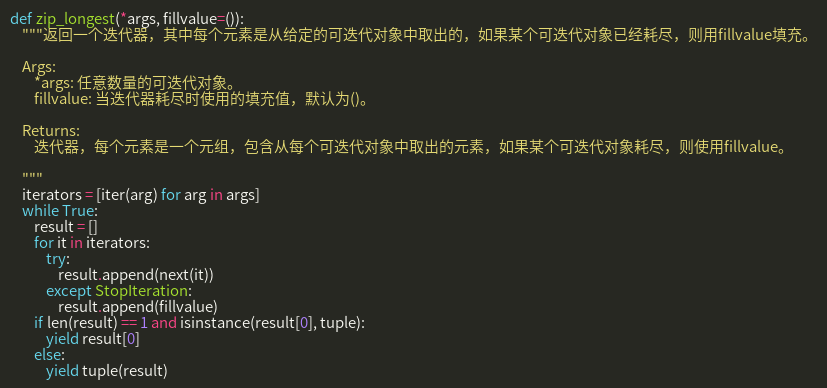 def zip_longest(*args, fillvalue=()):
"""返回一个迭代器，其中每个元素是从给定的可迭代对象中取出的，如果某个可迭代对象已经耗尽，则用fillvalue填充。
Args:
*args: 任意数量的可迭代对象。
fillvalue: 当迭代器耗尽时使用的填充值，默认为()。
Returns:
迭代器，每个元素是一个元组，包含从每个可迭代对象中取出的元素，如果某个可迭代对象耗尽，则使用fillvalue。
"""
iterators = [iter(arg) for arg in args]
while True:
result = []
for it in iterators:
try:
result.append(next(it))
except StopIteration:
result.append(fillvalue)
if len(result) == 1 and isinstance(result[0], tuple):
yield result[0]
else:
yield tuple(result)